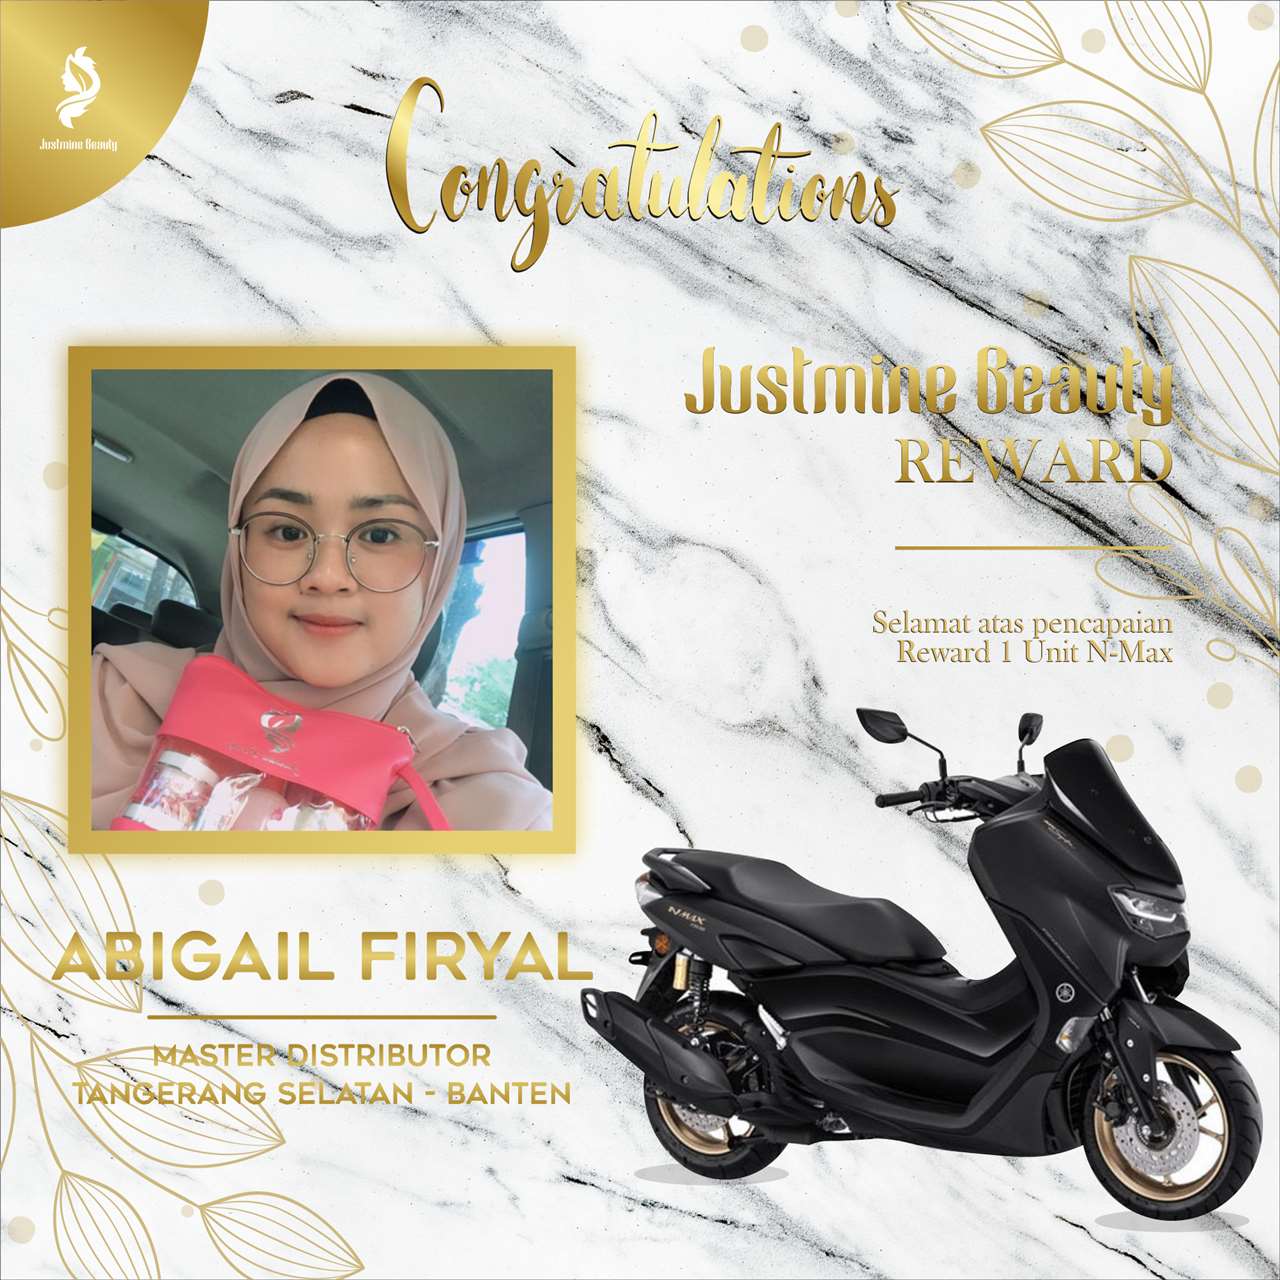 Justmine Beauty
Congratulations
Justmine Beauty
REWARD
Selamat atas pencapaian
Reward 1 Unit N-Max
ABIGAIL FIRYAL
MASTER DISTRIBUTOR
TANGERANG SELATAN - BANTEN
NMAX